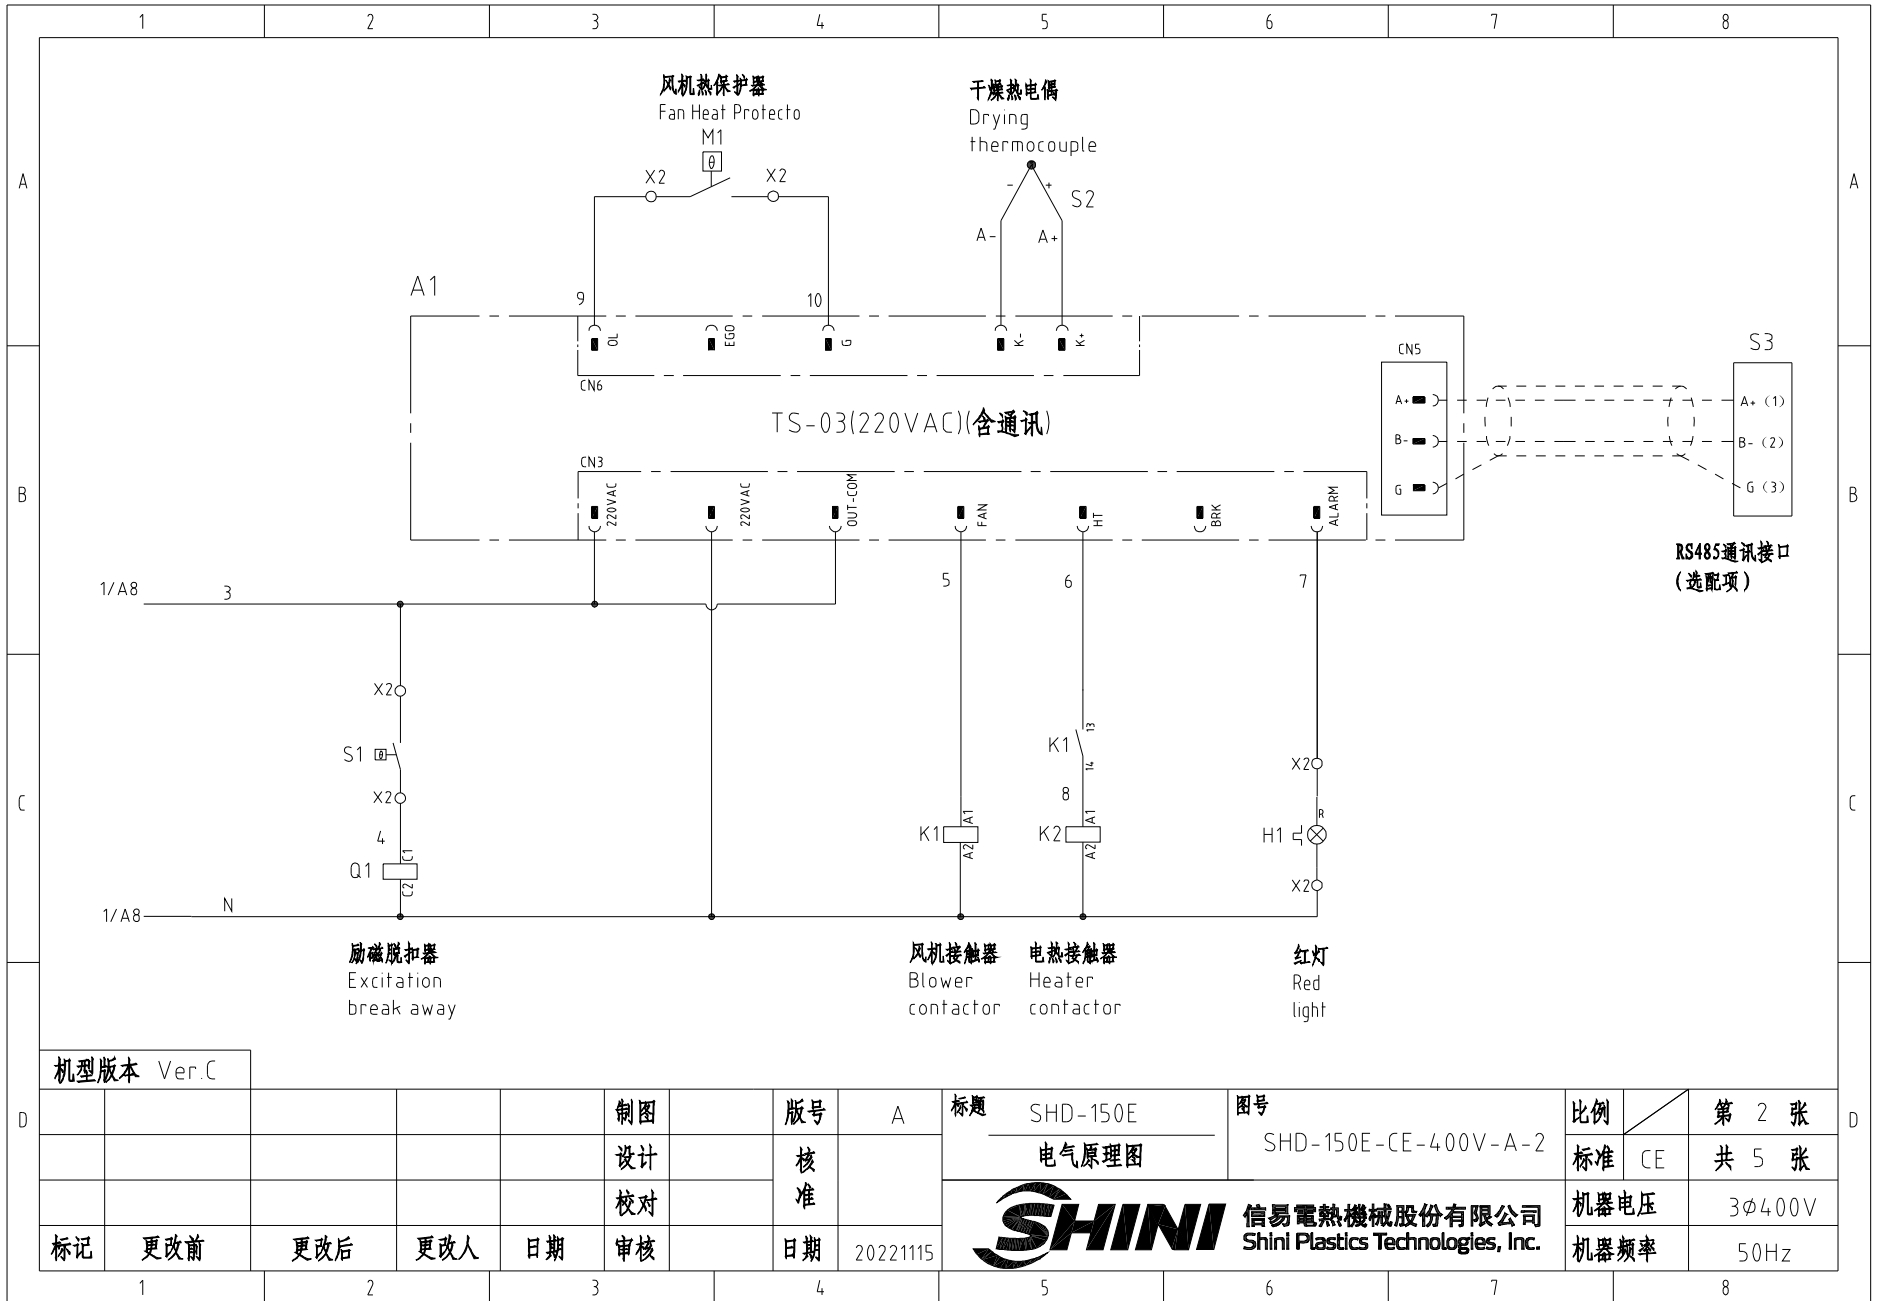 1 2 3 4 5 6 7 8
风机热保护器
Fan Heat Protecto
M1
θ
X2 X2
干燥热电偶
Drying
thermocouple
- +
S2
A- A+
A A
A1
9 10
OL EGO G K- K+
CN6
TS-03(220VAC)(含通讯)
CN5
A+
B-
G
S3
A+ (1)
B- (2)
G (3)
RS485通讯接口
(选配项)
CN3
220VAC 220VAC OUT-COM FAN HT BRK ALARM
B B
1/A8 3
5 6 7
X2
S1 θ
X2
4
Q1 C1 C2
K1 13 14
8
K1 A1 A2
K2 A1 A2
X2
R
H1
X2
C C
1/A8 N
励磁脱扣器
Excitation
break away
风机接触器
Blower
contactor
电热接触器
Heater
contactor
红灯
Red
light
机型版本 Ver.C
D D
制图 版号 A
设计 核准
校对
标记 更改前 更改后 更改人 日期 审核 日期 20221115
标题 SHD-150E
电气原理图
图号
SHD-150E-CE-400V-A-2
比例 第 2 张
标准 CE 共 5 张
机器电压 3Φ400V
机器频率 50Hz
SHINI
信易電熱機械股份有限公司
Shini Plastics Technologies, Inc.
1 2 3 4 5 6 7 8